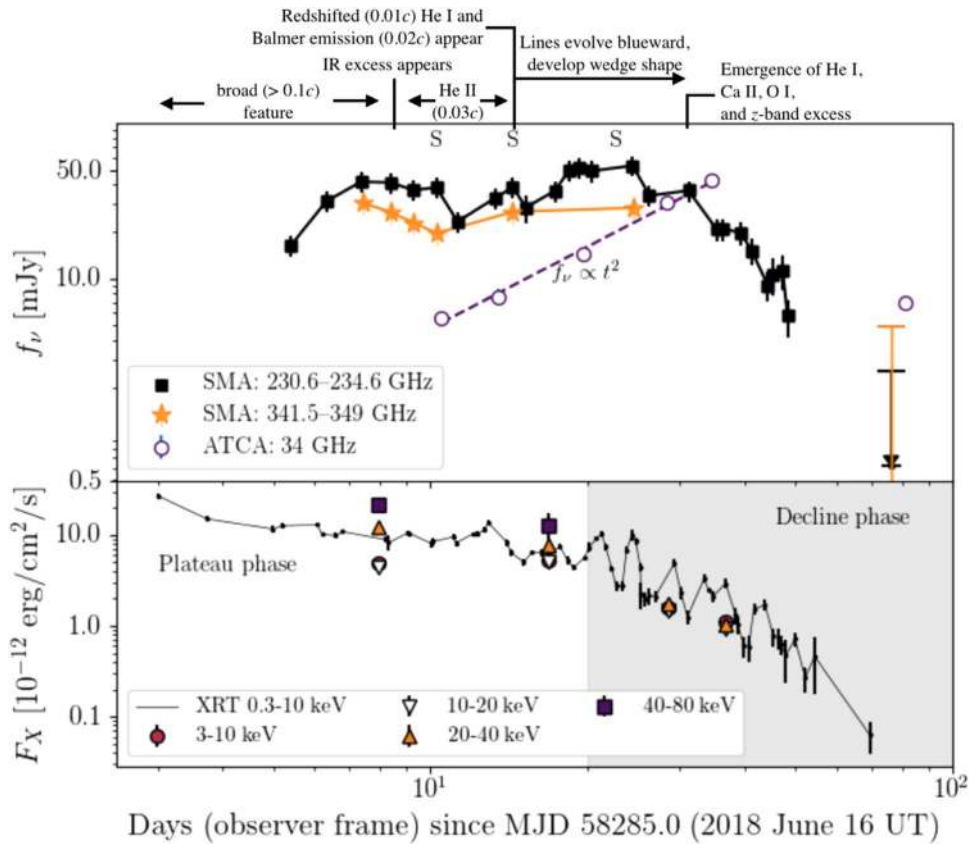 Redshifted (0.01c) He I and
Balmer emission (0.02c) appear
Lines evolve blueward,
develop wedge shape
IR excess appears
Emergence of He I,
Ca II, O I,
and z-band excess
broad (> 0.1c)
feature
He II
(0.03c)
S S S
50.0
10.0
0.5
f_ν [mJy]
f_ν ∝ t²
SMA: 230.6–234.6 GHz
SMA: 341.5–349 GHz
ATCA: 34 GHz
10.0
1.0
0.1
F_X [10⁻¹² erg/cm²/s]
Plateau phase
Decline phase
XRT 0.3-10 keV
3-10 keV
10-20 keV
20-40 keV
40-80 keV
10¹
10²
Days (observer frame) since MJD 58285.0 (2018 June 16 UT)